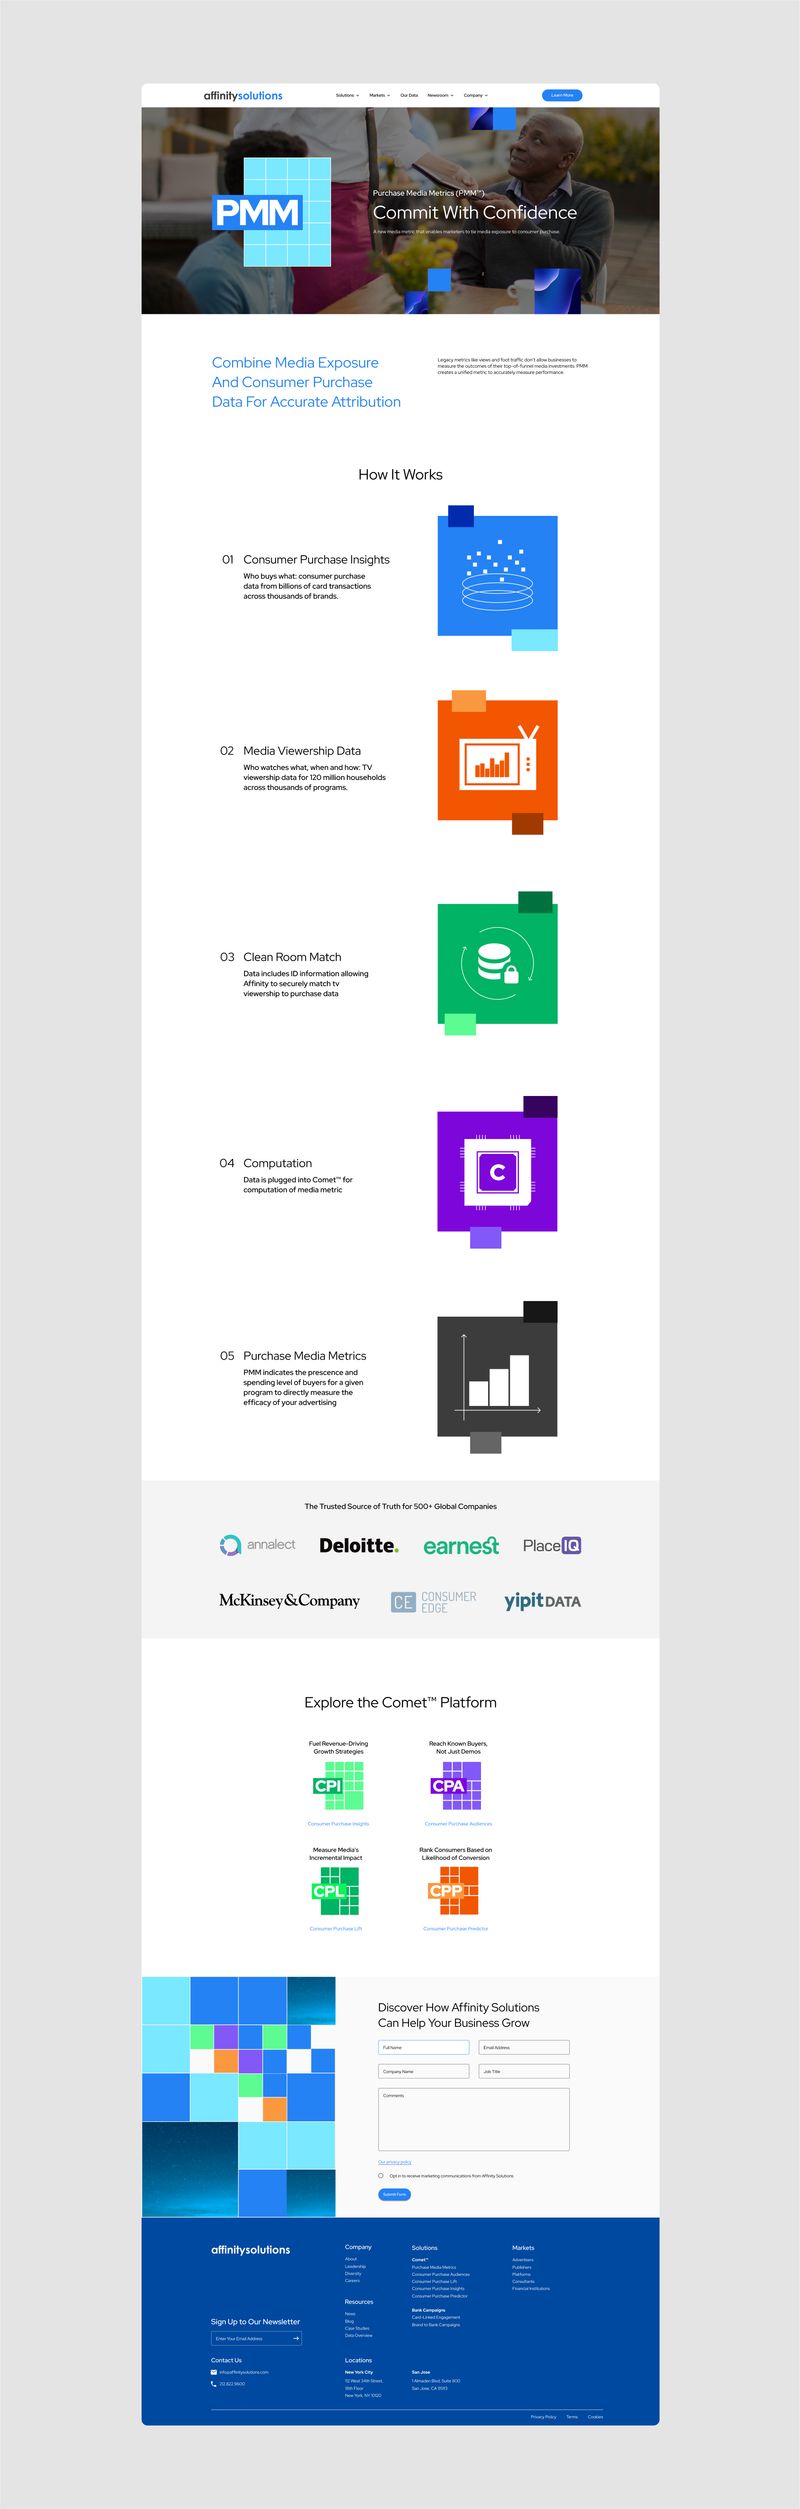 affinitysolutions
Solutions
Markets
Our Data
Newsroom
Company
Learn More
PMM
Purchase Media Metrics (PMM™)
Commit With Confidence
A new media metric that enables marketers to tie media exposure to consumer purchase.
Combine Media Exposure
And Consumer Purchase
Data For Accurate Attribution
Legacy metrics like views and foot traffic don't allow businesses to
measure the outcomes of their top-of-funnel media investments. PMM
creates a unified metric to accurately measure performance.
How It Works
01 Consumer Purchase Insights
Who buys what: consumer purchase
data from billions of card transactions
across thousands of brands.
02 Media Viewership Data
Who watches what, when and how: TV
viewership data for 120 million households
across thousands of programs.
03 Clean Room Match
Data includes ID information allowing
Affinity to securely match tv
viewership to purchase data
04 Computation
Data is plugged into Comet™ for
computation of media metric
C
05 Purchase Media Metrics
PMM indicates the prescence and
spending level of buyers for a given
program to directly measure the
efficacy of your advertising
The Trusted Source of Truth for 500+ Global Companies
annalect
Deloitte.
earnest
PlaceIQ
McKinsey & Company
CE CONSUMER
EDGE
yipitDATA
Explore the Comet™ Platform
Fuel Revenue-Driving
Growth Strategies
CPI
Consumer Purchase Insights
Reach Known Buyers,
Not Just Demos
CPA
Consumer Purchase Audiences
Measure Media's
Incremental Impact
CPL
Consumer Purchase Lift
Rank Consumers Based on
Likelihood of Conversion
CPP
Consumer Purchase Predictor
Discover How Affinity Solutions
Can Help Your Business Grow
Full Name
Email Address
Company Name
Job Title
Comments
Our privacy policy
Opt in to receive marketing communications from Affinity Solutions
Submit Form
affinitysolutions
Sign Up to Our Newsletter
Enter Your Email Address
Contact Us
info@affinitysolutions.com
212.822.9600
Company
About
Leadership
Diversity
Careers
Resources
News
Blog
Case Studies
Data Overview
Solutions
Comet™
Purchase Media Metrics
Consumer Purchase Audiences
Consumer Purchase Lift
Consumer Purchase Insights
Consumer Purchase Predictor
Bank Campaigns
Card-Linked Engagement
Brand to Bank Campaigns
Markets
Advertisers
Publishers
Platforms
Consultants
Financial Institutions
Locations
New York City
112 West 34th Street,
18th Floor
New York, NY 10120
San Jose
1 Almaden Blvd, Suite 800
San Jose, CA 95113
Privacy Policy
Terms
Cookies